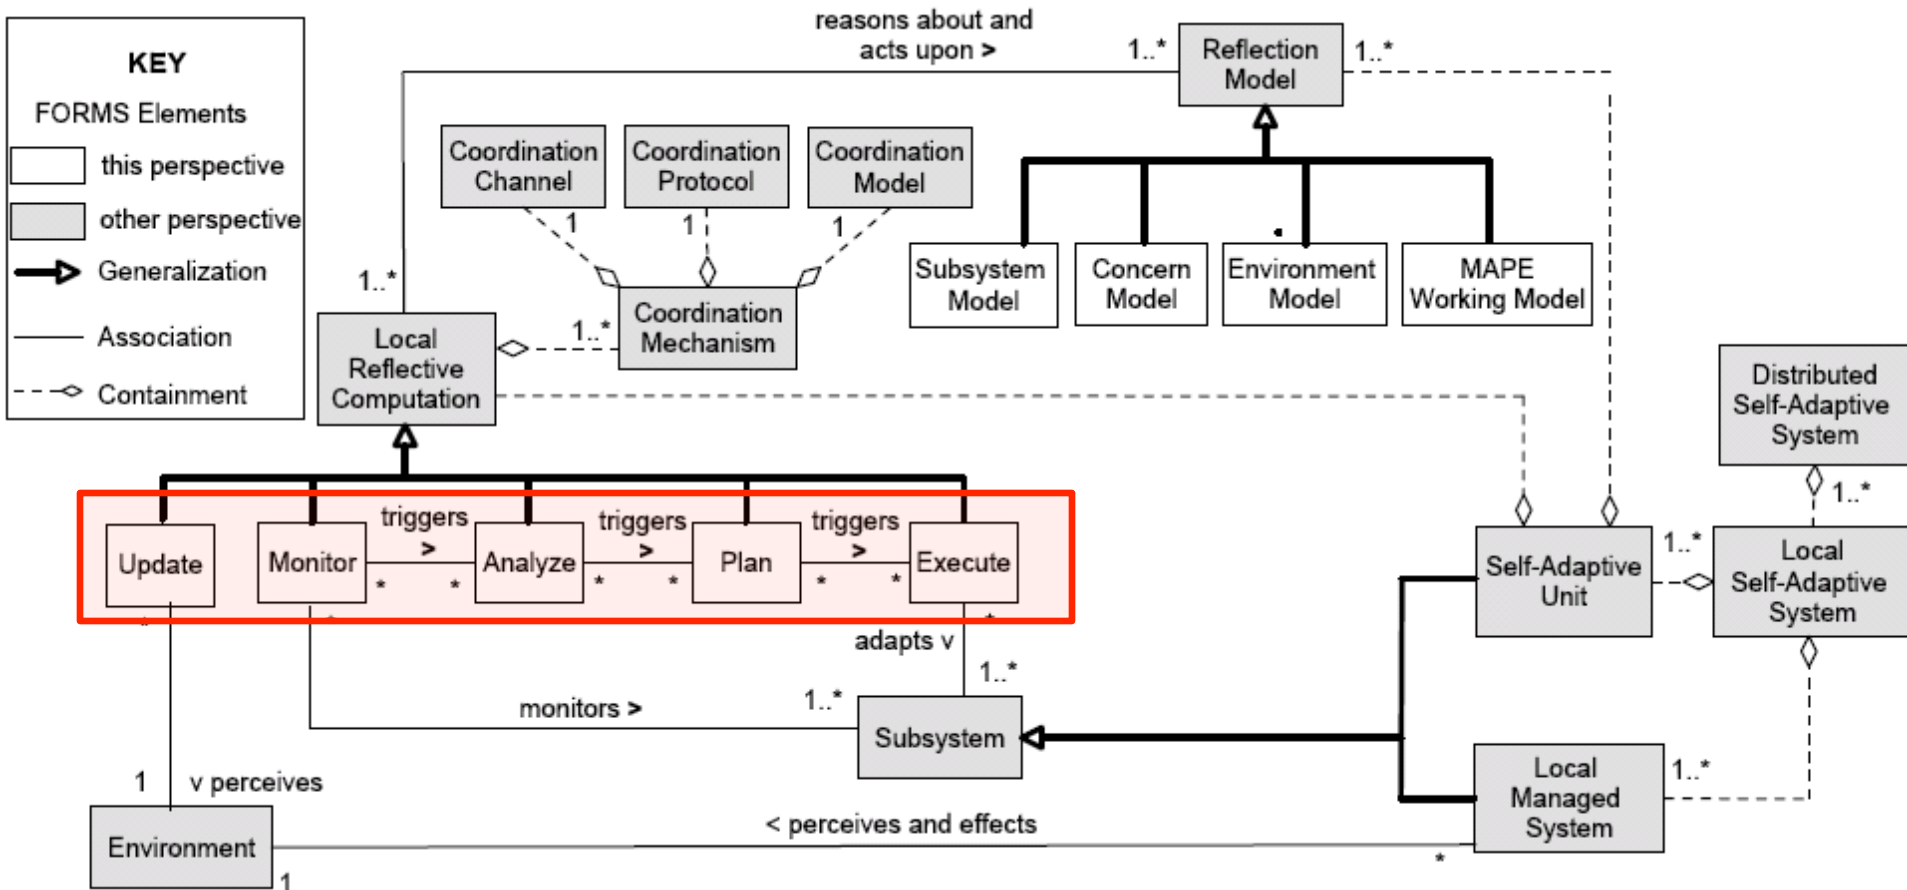 KEY
FORMS Elements
this perspective
other perspective
Generalization
Association
Containment
reasons about and
acts upon >
1..*
Reflection
Model
1..*
Coordination
Channel
Coordination
Protocol
Coordination
Model
1
1
1
Subsystem
Model
Concern
Model
Environment
Model
MAPE
Working Model
1..*
Local
Reflective
Computation
1..*
Coordination
Mechanism
Distributed
Self-Adaptive
System
1..*
Update
Monitor
triggers
>
*
*
Analyze
triggers
>
*
*
Plan
triggers
>
*
*
Execute
*
*
*
Self-Adaptive
Unit
1..*
Local
Self-Adaptive
System
adapts v
1..*
monitors >
1..*
Subsystem
1
v perceives
Environment
1
< perceives and effects
*
Local
Managed
System
1..*